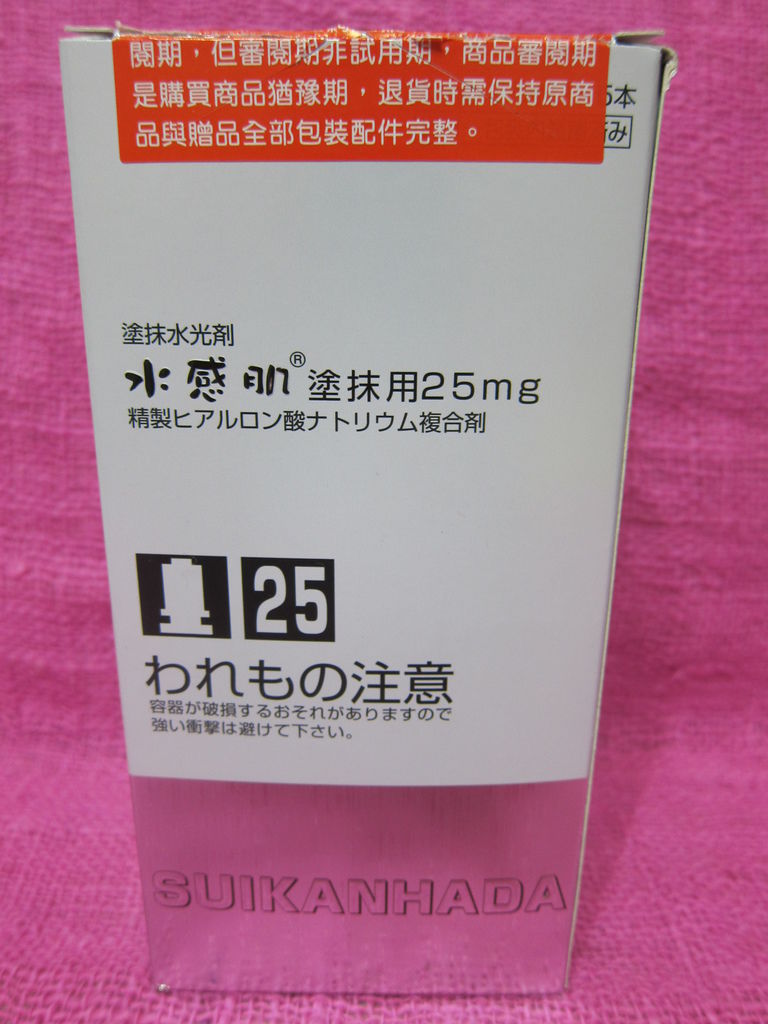 閱期,但審閱期非試用期,商品審閱期
是購買商品猶豫期,退貨時需保持原商
品與贈品全部包裝配件完整。
5本
み
塗抹水光剤
水感肌®塗抹用25mg
精製ヒアルロン酸ナトリウム複合剤
25
われもの注意
容器が破損するおそれがありますので
強い衝撃は避けて下さい。
SUIKANHADA